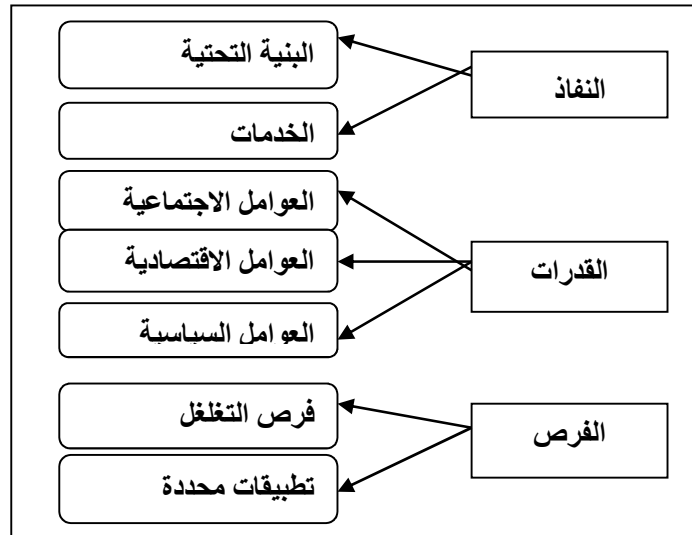 النفاذ
البنية التحتية
الخدمات
القدرات
العوامل الاجتماعية
العوامل الاقتصادية
العوامل السياسية
الفرص
فرص التغلغل
تطبيقات محددة